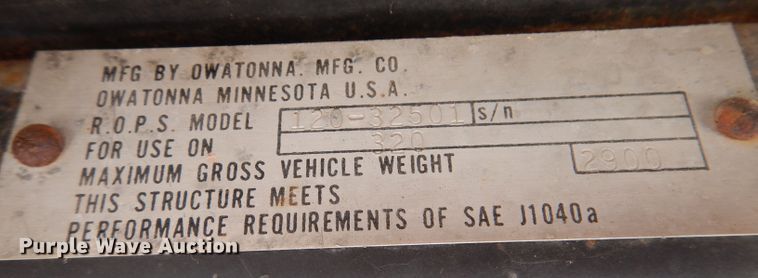 MFG BY OWATONNA. MFG. CO.
OWATONNA MINNESOTA U.S.A.
R.O.P.S. MODEL 120-32501 s/n
FOR USE ON 320
MAXIMUM GROSS VEHICLE WEIGHT 2900
THIS STRUCTURE MEETS
PERFORMANCE REQUIREMENTS OF SAE J1040a
Purple Wave Auction